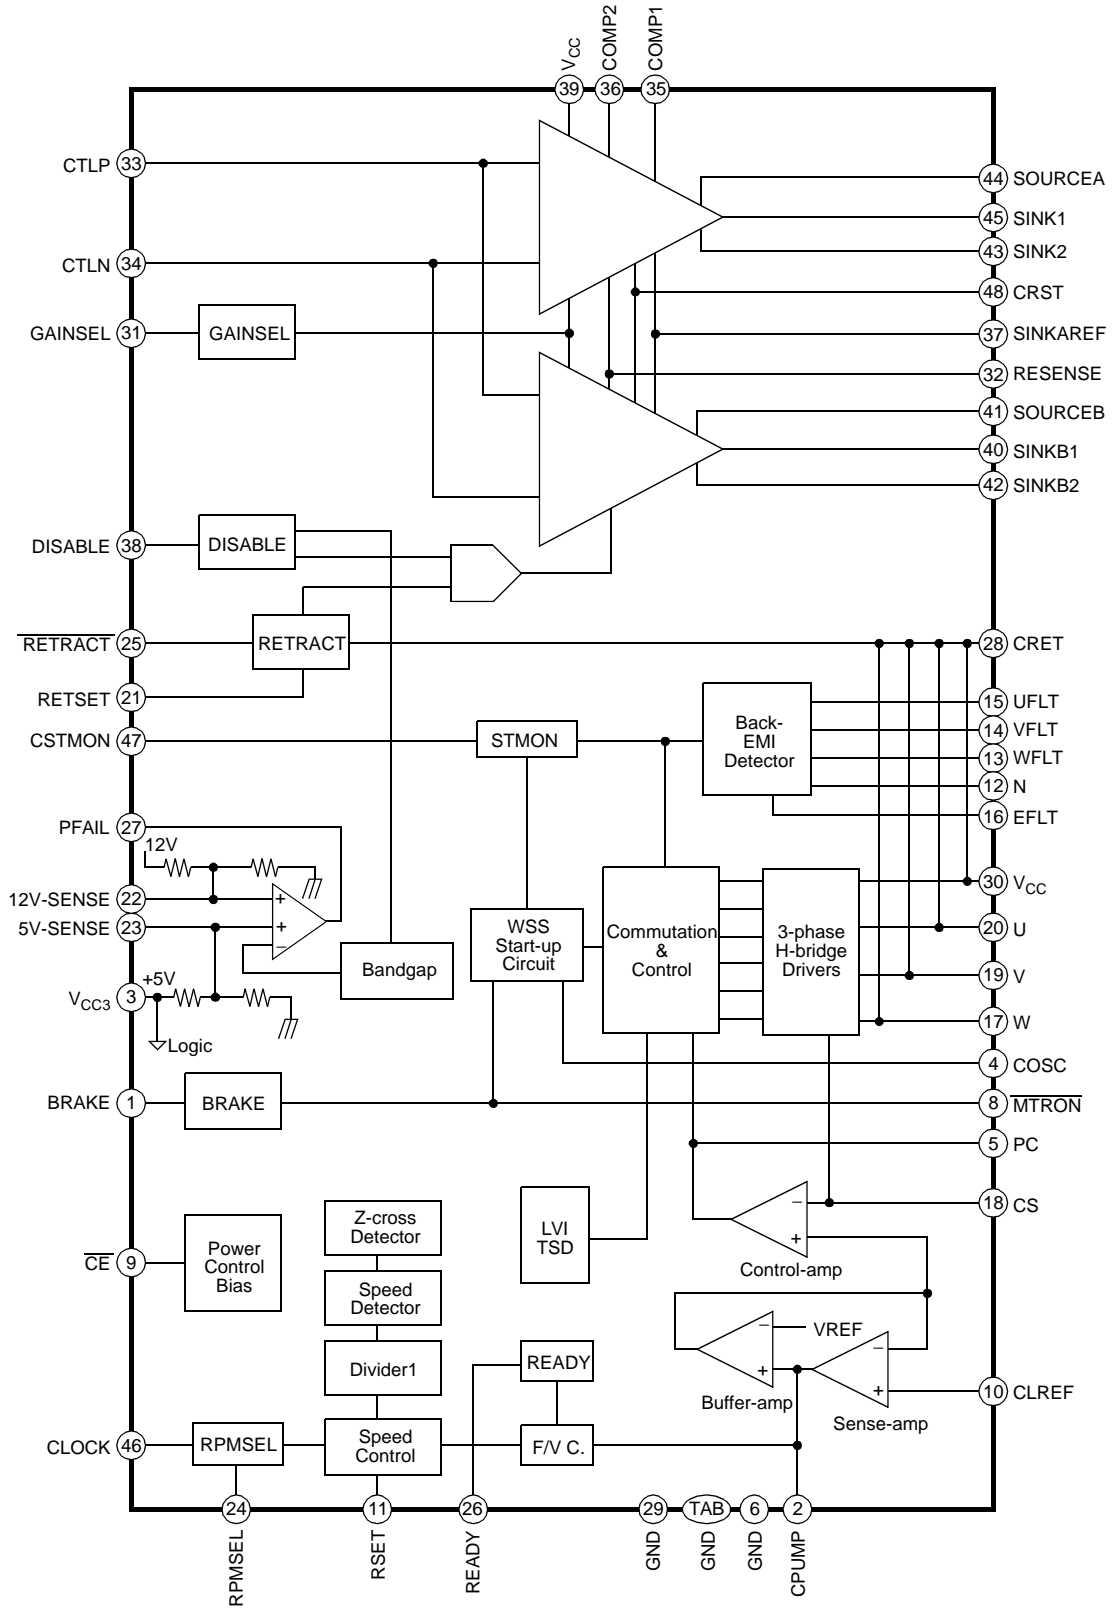 VCC
COMP2
COMP1
39
36
35
CTLP 33
44 SOURCEA
45 SINK1
43 SINK2
CTLN 34
48 CRST
GAINSEL 31
GAINSEL
37 SINKAREF
32 RESENSE
41 SOURCEB
40 SINKB1
42 SINKB2
DISABLE 38
DISABLE
RETRACT 25
RETRACT
28 CRET
RETSET 21
15 UFLT
CSTMON 47
STMON
Back-
EMI
Detector
14 VFLT
13 WFLT
12 N
16 EFLT
PFAIL 27
12V
12V-SENSE 22
+
5V-SENSE 23
+
−
30 VCC
WSS
Start-up
Circuit
Commutation
&
Control
3-phase
H-bridge
Drivers
20 U
Bandgap
19 V
+5V
VCC3 3
17 W
Logic
4 COSC
BRAKE 1
BRAKE
8 MTRON
5 PC
−
18 CS
+
Control-amp
CE 9
Power
Control
Bias
Z-cross
Detector
LVI
TSD
Speed
Detector
− VREF
+
Buffer-amp
−
+
Sense-amp
10 CLREF
READY
Divider1
CLOCK 46
RPMSEL
Speed
Control
F/V C.
24
11
26
29
TAB
6
2
RPMSEL
RSET
READY
GND
GND
GND
CPUMP